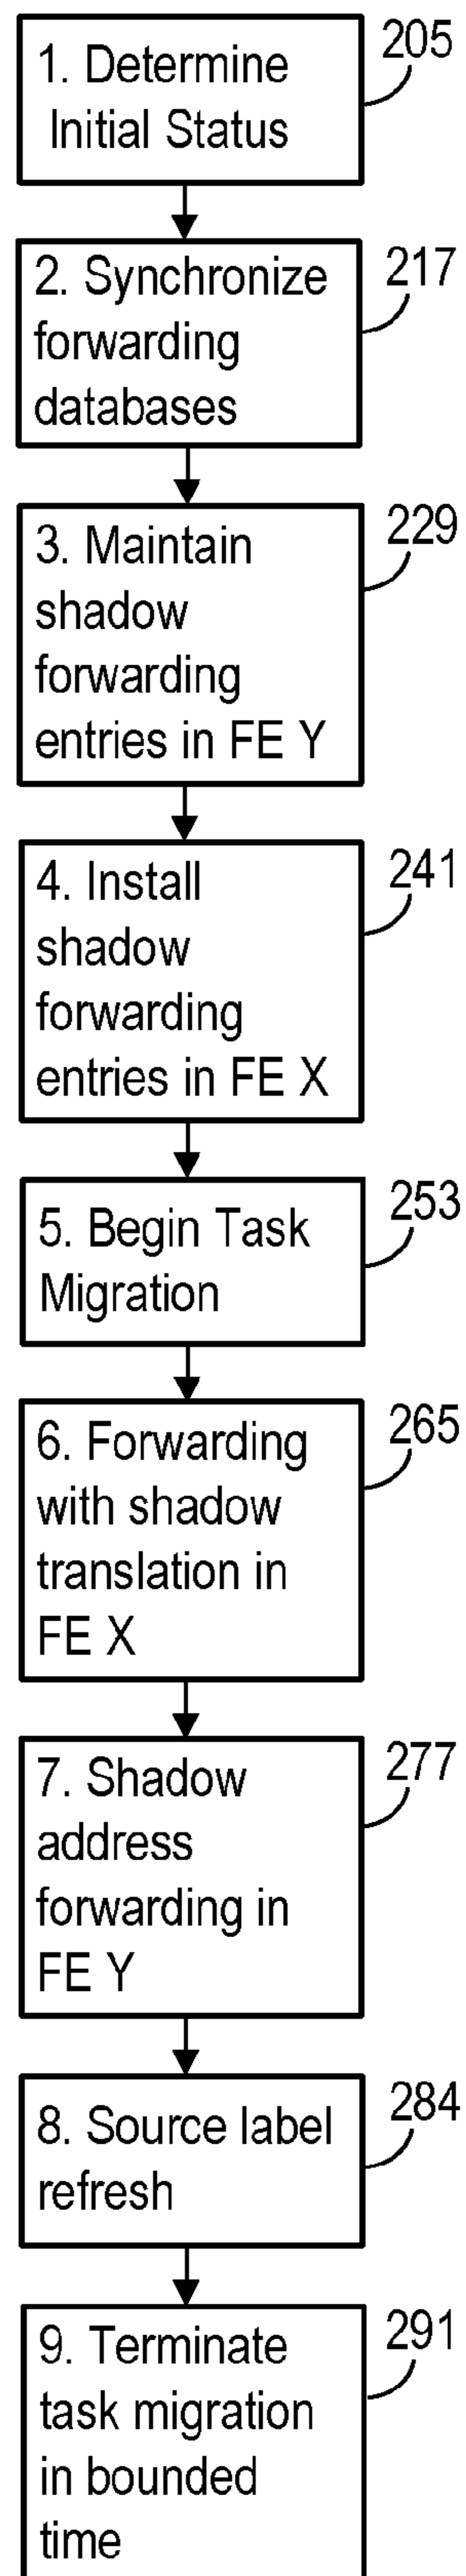 1. Determine
Initial Status
205
2. Synchronize
forwarding
databases
217
3. Maintain
shadow
forwarding
entries in FE Y
229
4. Install
shadow
forwarding
entries in FE X
241
5. Begin Task
Migration
253
6. Forwarding
with shadow
translation in
FE X
265
7. Shadow
address
forwarding in
FE Y
277
8. Source label
refresh
284
9. Terminate
task migration
in bounded
time
291